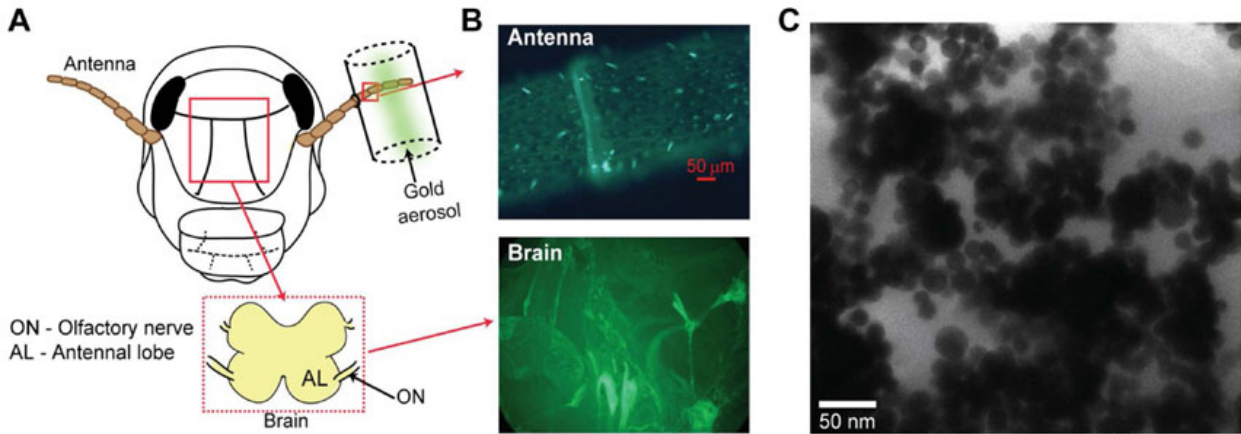 A
Antenna
Gold
aerosol
ON - Olfactory nerve
AL - Antennal lobe
AL
ON
Brain
B
Antenna
50 μm
Brain
C
50 nm